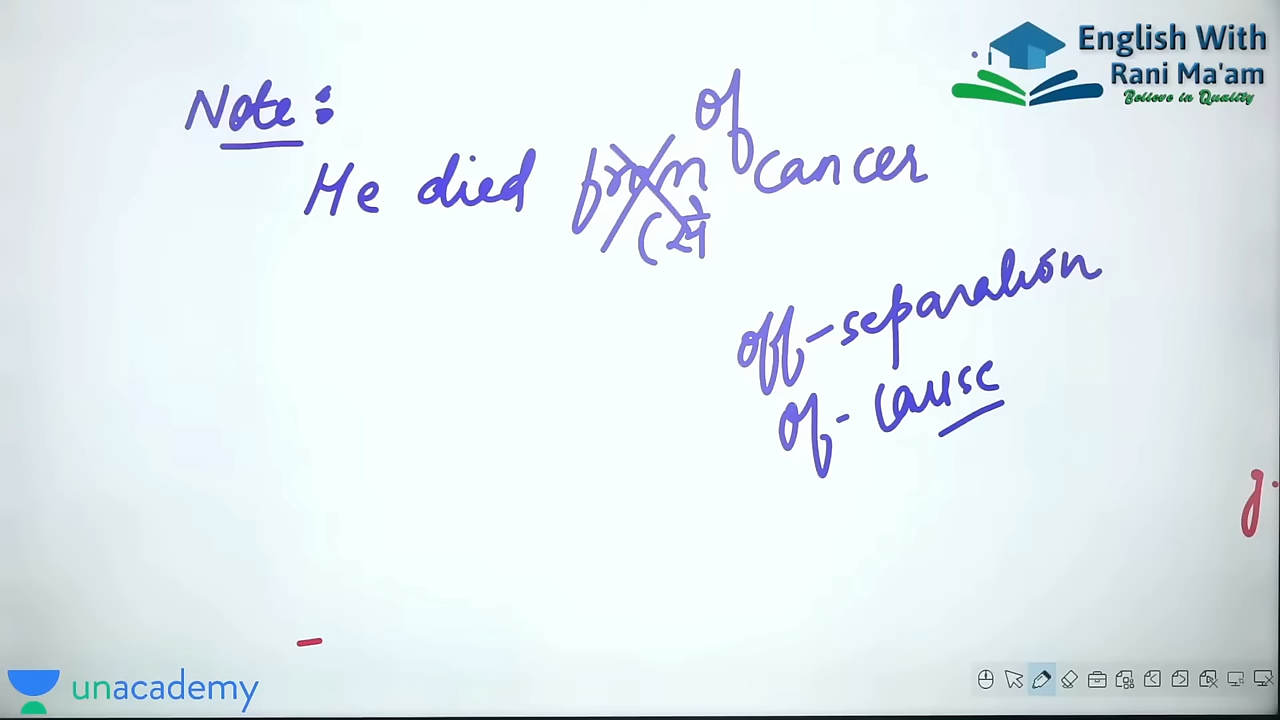 English With
Rani Ma'am
Believe in Quality
Note:
of
He died from cancer
(से
off-separation
of-cause
unacademy